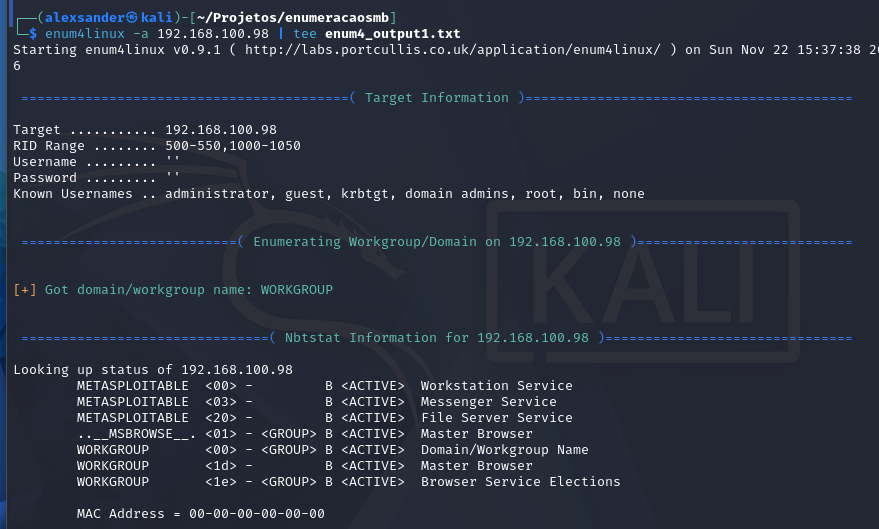 ┌──(alexsander㉿kali)-[~/Projetos/enumeracaosmb]
└─$ enum4linux -a 192.168.100.98 | tee enum4_output1.txt
Starting enum4linux v0.9.1 ( http://labs.portcullis.co.uk/application/enum4linux/ ) on Sun Nov 22 15:37:38 20
6
=========================================( Target Information )=========================================
Target ........... 192.168.100.98
RID Range ........ 500-550,1000-1050
Username ......... ''
Password ......... ''
Known Usernames .. administrator, guest, krbtgt, domain admins, root, bin, none
===========================( Enumerating Workgroup/Domain on 192.168.100.98 )===========================
[+] Got domain/workgroup name: WORKGROUP
===============================( Nbtstat Information for 192.168.100.98 )===============================
Looking up status of 192.168.100.98
METASPLOITABLE  <00> -         B <ACTIVE>  Workstation Service
METASPLOITABLE  <03> -         B <ACTIVE>  Messenger Service
METASPLOITABLE  <20> -         B <ACTIVE>  File Server Service
..__MSBROWSE__. <01> - <GROUP> B <ACTIVE>  Master Browser
WORKGROUP       <00> - <GROUP> B <ACTIVE>  Domain/Workgroup Name
WORKGROUP       <1d> -         B <ACTIVE>  Master Browser
WORKGROUP       <1e> - <GROUP> B <ACTIVE>  Browser Service Elections
MAC Address = 00-00-00-00-00-00
KALI